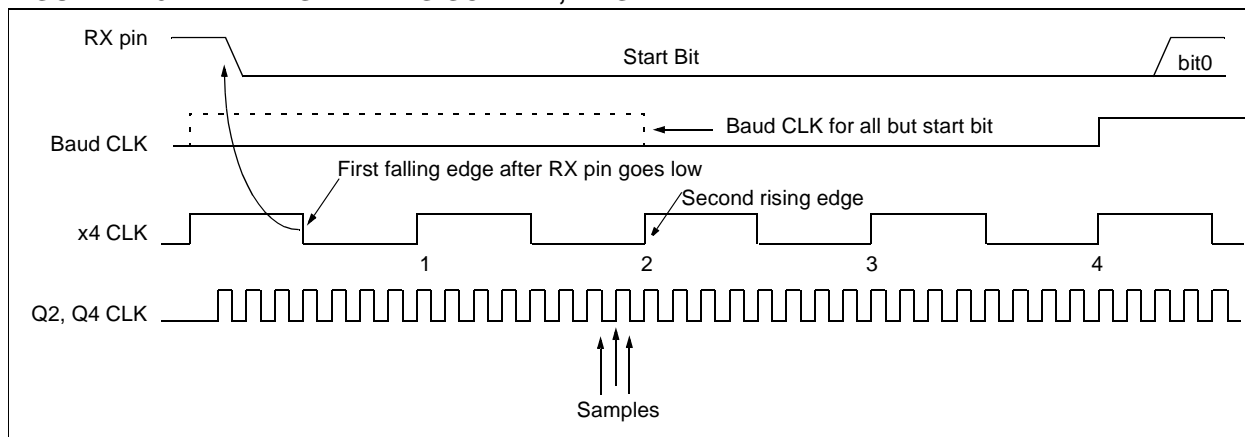 RX pin
Start Bit
bit0
Baud CLK
Baud CLK for all but start bit
First falling edge after RX pin goes low
Second rising edge
x4 CLK
1 2 3 4
Q2, Q4 CLK
Samples